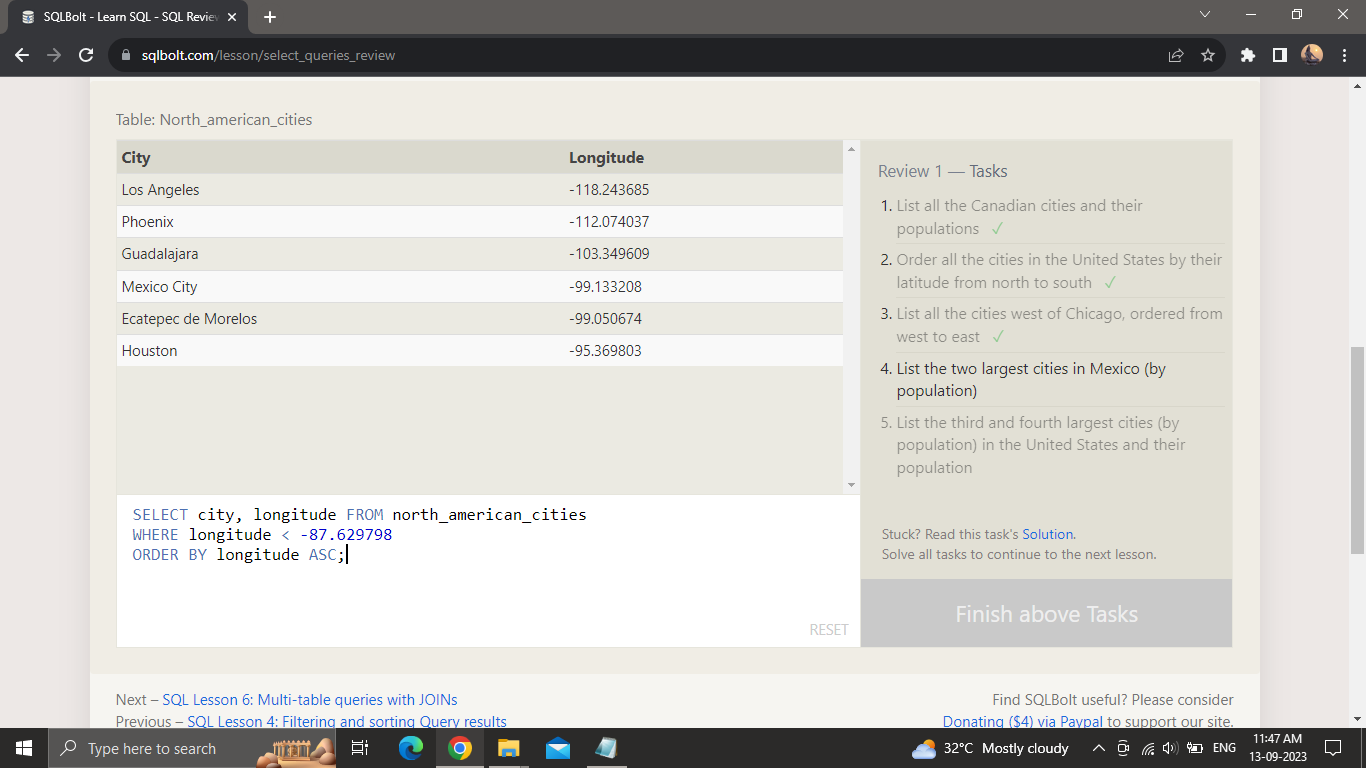 SQLBolt - Learn SQL - SQL Review
sqlbolt.com/lesson/select_queries_review
Table: North_american_cities
City Longitude
Los Angeles -118.243685
Phoenix -112.074037
Guadalajara -103.349609
Mexico City -99.133208
Ecatepec de Morelos -99.050674
Houston -95.369803
SELECT city, longitude FROM north_american_cities
WHERE longitude < -87.629798
ORDER BY longitude ASC;
RESET
Review 1 — Tasks
1. List all the Canadian cities and their
populations ✓
2. Order all the cities in the United States by their
latitude from north to south ✓
3. List all the cities west of Chicago, ordered from
west to east ✓
4. List the two largest cities in Mexico (by
population)
5. List the third and fourth largest cities (by
population) in the United States and their
population
Stuck? Read this task's Solution.
Solve all tasks to continue to the next lesson.
Finish above Tasks
Next – SQL Lesson 6: Multi-table queries with JOINs
Previous – SQL Lesson 4: Filtering and sorting Query results
Find SQLBolt useful? Please consider
Donating ($4) via Paypal to support our site.
Type here to search
32°C Mostly cloudy
ENG
11:47 AM
13-09-2023